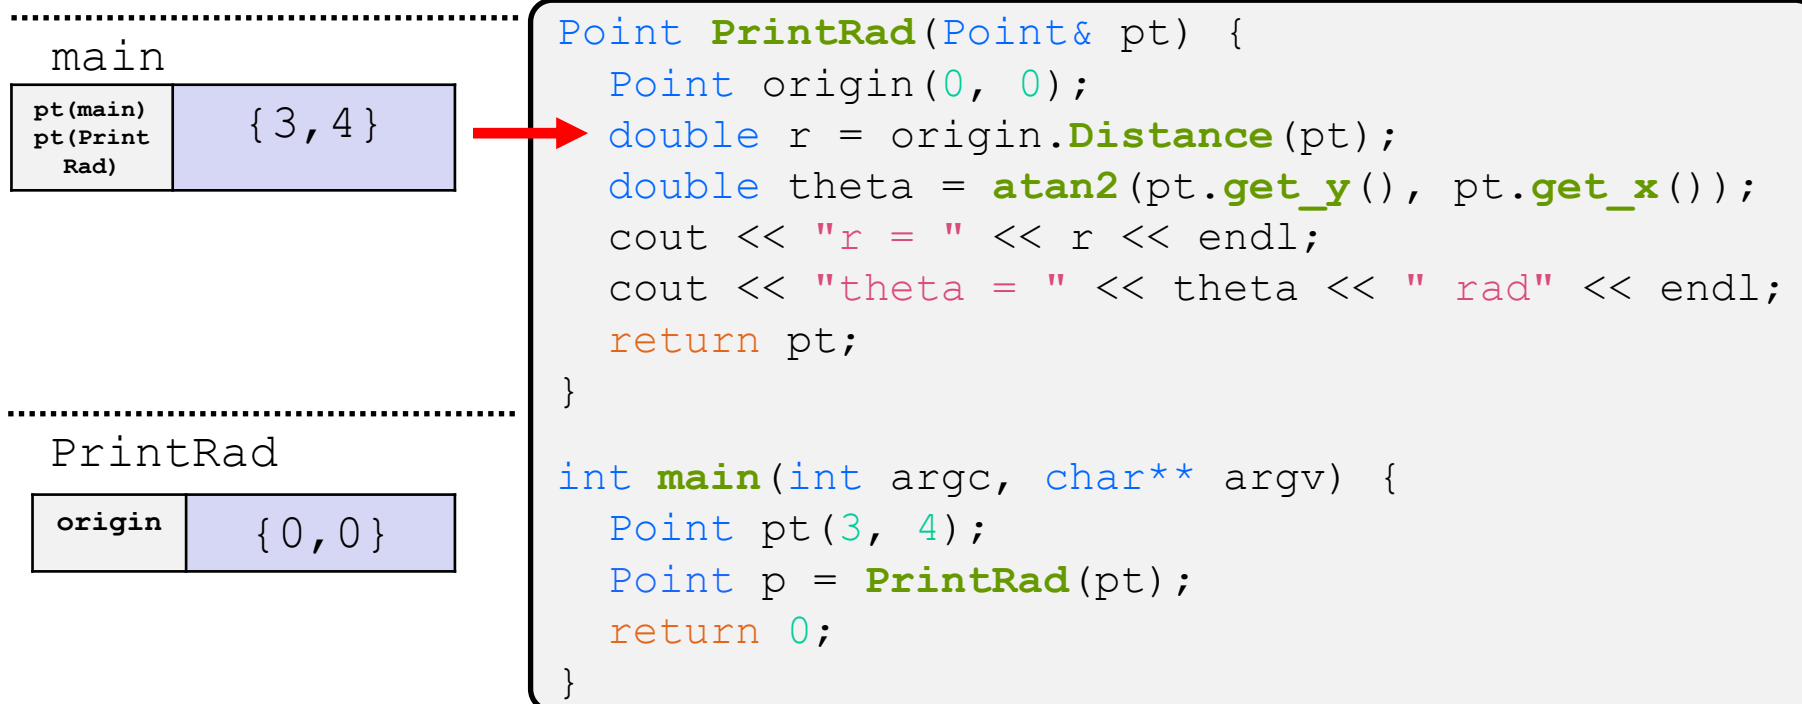 main
pt(main)
pt(Print
Rad)
{3,4}
PrintRad
origin
{0,0}
Point PrintRad(Point& pt) {
  Point origin(0, 0);
  double r = origin.Distance(pt);
  double theta = atan2(pt.get_y(), pt.get_x());
  cout << "r = " << r << endl;
  cout << "theta = " << theta << " rad" << endl;
  return pt;
}
int main(int argc, char** argv) {
  Point pt(3, 4);
  Point p = PrintRad(pt);
  return 0;
}